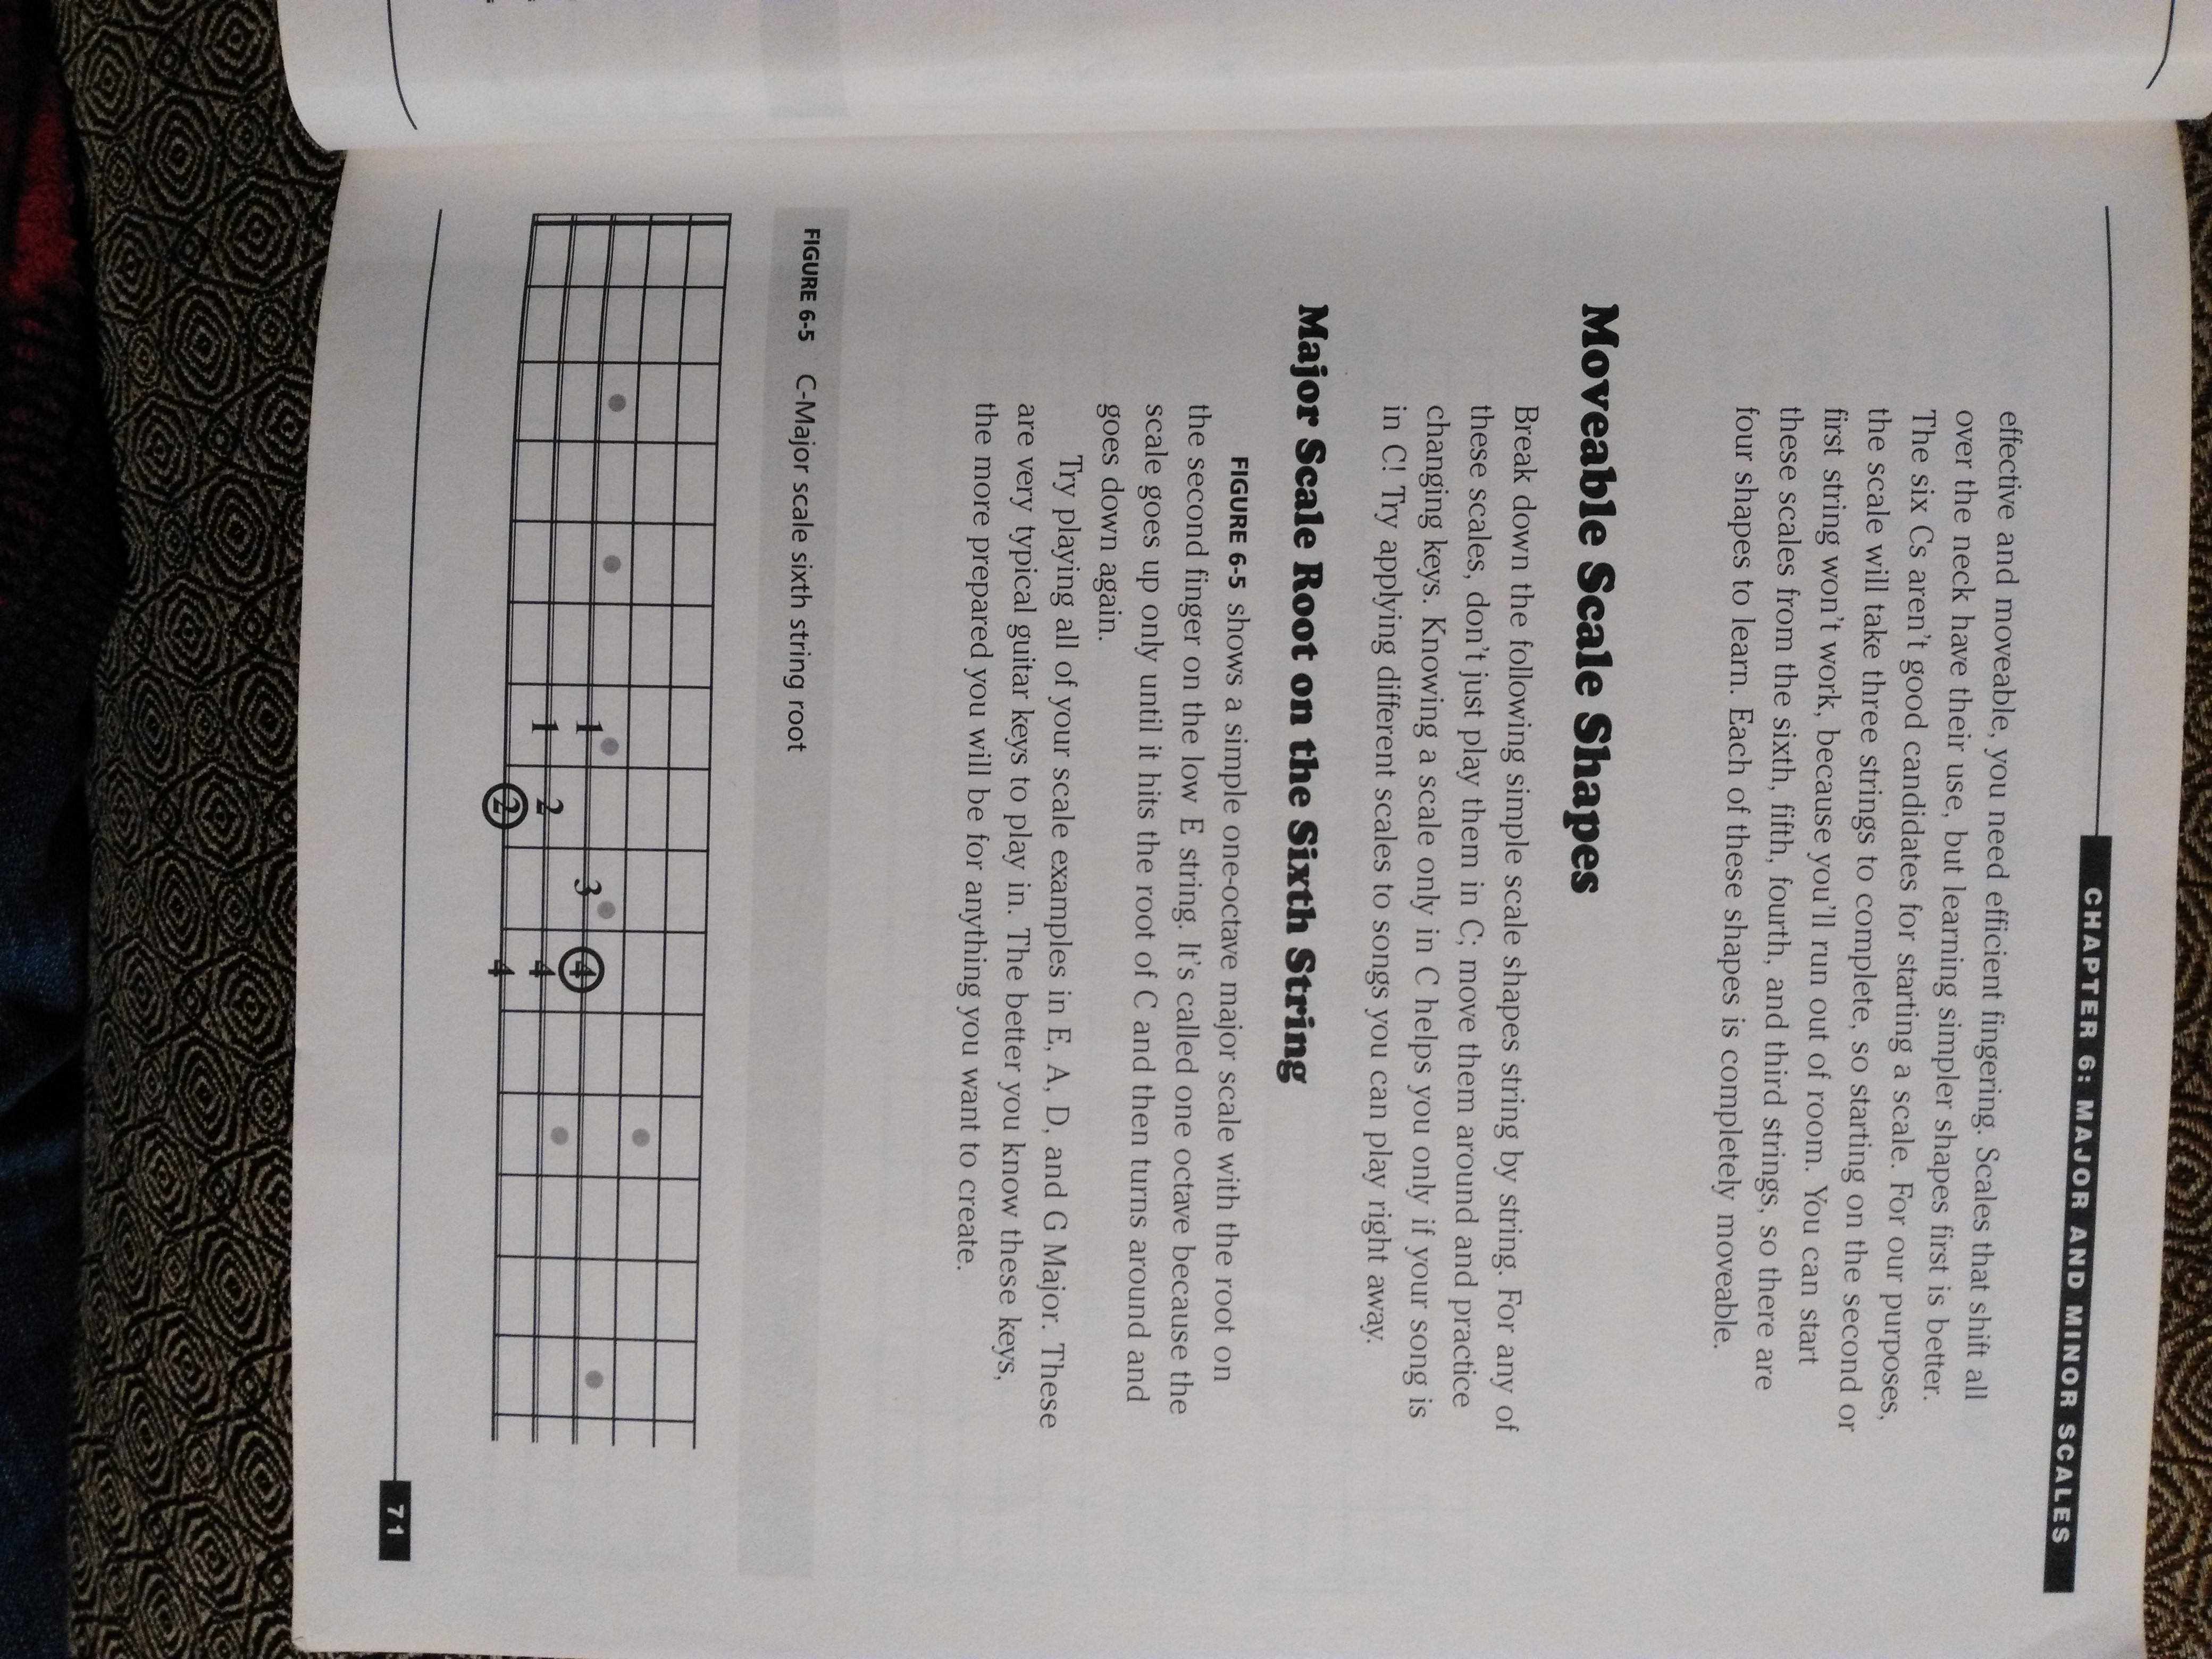 CHAPTER 6: MAJOR AND MINOR SCALES
effective and moveable, you need efficient fingering. Scales that shift all
over the neck have their use, but learning simpler shapes first is better.
The six Cs aren't good candidates for starting a scale. For our purposes,
the scale will take three strings to complete, so starting on the second or
first string won't work, because you'll run out of room. You can start
these scales from the sixth, fifth, fourth, and third strings, so there are
four shapes to learn. Each of these shapes is completely moveable.
Moveable Scale Shapes
Break down the following simple scale shapes string by string. For any of
these scales, don't just play them in C; move them around and practice
changing keys. Knowing a scale only in C helps you only if your song is
in C! Try applying different scales to songs you can play right away.
Major Scale Root on the Sixth String
FIGURE 6-5 shows a simple one-octave major scale with the root on
the second finger on the low E string. It's called one octave because the
scale goes up only until it hits the root of C and then turns around and
goes down again.
Try playing all of your scale examples in E, A, D, and G Major. These
are very typical guitar keys to play in. The better you know these keys,
the more prepared you will be for anything you want to create.
FIGURE 6-5 C-Major scale sixth string root
1 3 4
1 2 4
2 4
71